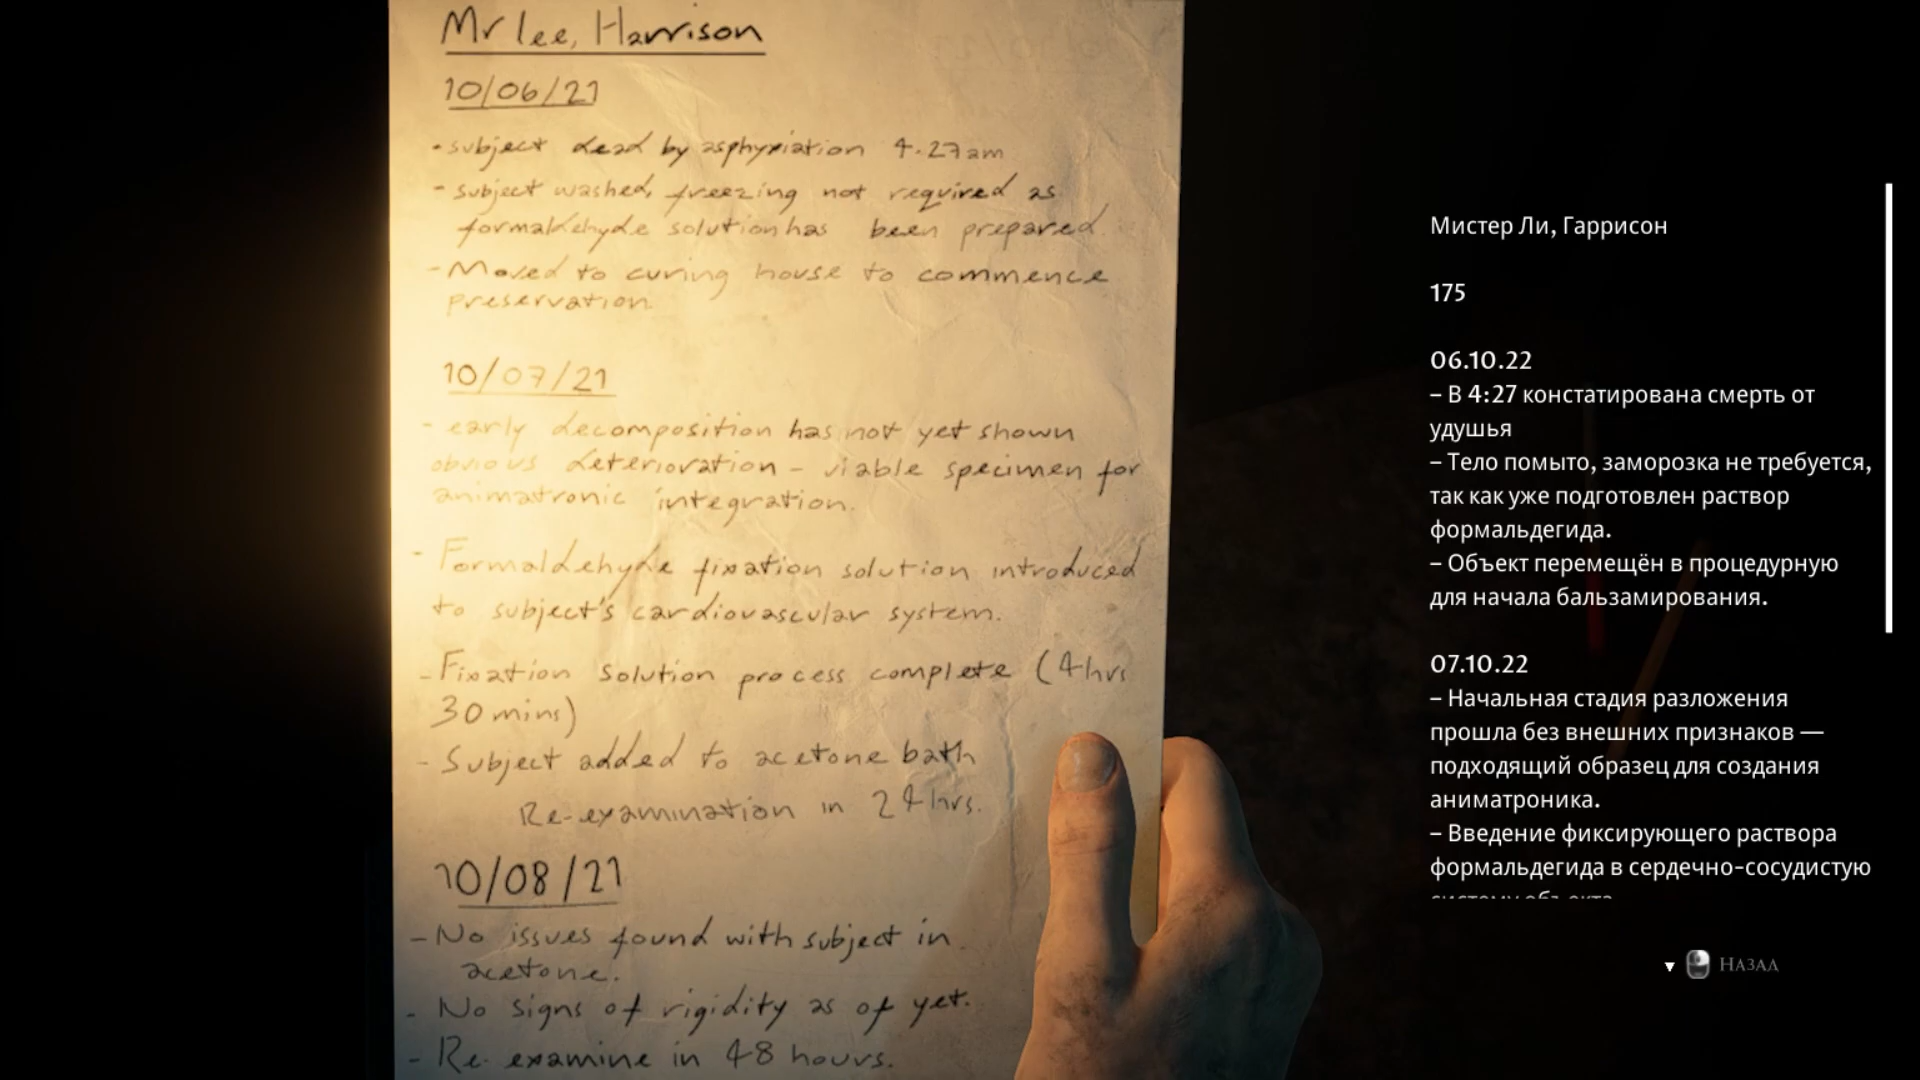 Mr lee, Harrison
10/06/21
- subject dead by asphyxiation 4.27am
- subject washed, freezing not required as
formaldehyde solution has been prepared.
- Moved to curing house to commence
preservation.
10/07/21
- early decomposition has not yet shown
obvious deterioration - viable specimen for
animatronic integration.
- Formaldehyde fixation solution introduced
to subject's cardiovascular system.
- Fixation solution process complete (4hrs
30 mins)
- Subject added to acetone bath
Re-examination in 24hrs.
10/08/21
- No issues found with subject in
acetone.
- No signs of rigidity as of yet.
- Re-examine in 48 hours.
Мистер Ли, Гаррисон
175
06.10.22
– В 4:27 констатирована смерть от
удушья
– Тело помыто, заморозка не требуется,
так как уже подготовлен раствор
формальдегида.
– Объект перемещён в процедурную
для начала бальзамирования.
07.10.22
– Начальная стадия разложения
прошла без внешних признаков —
подходящий образец для создания
аниматроника.
– Введение фиксирующего раствора
формальдегида в сердечно-сосудистую
систему объекта
Назад